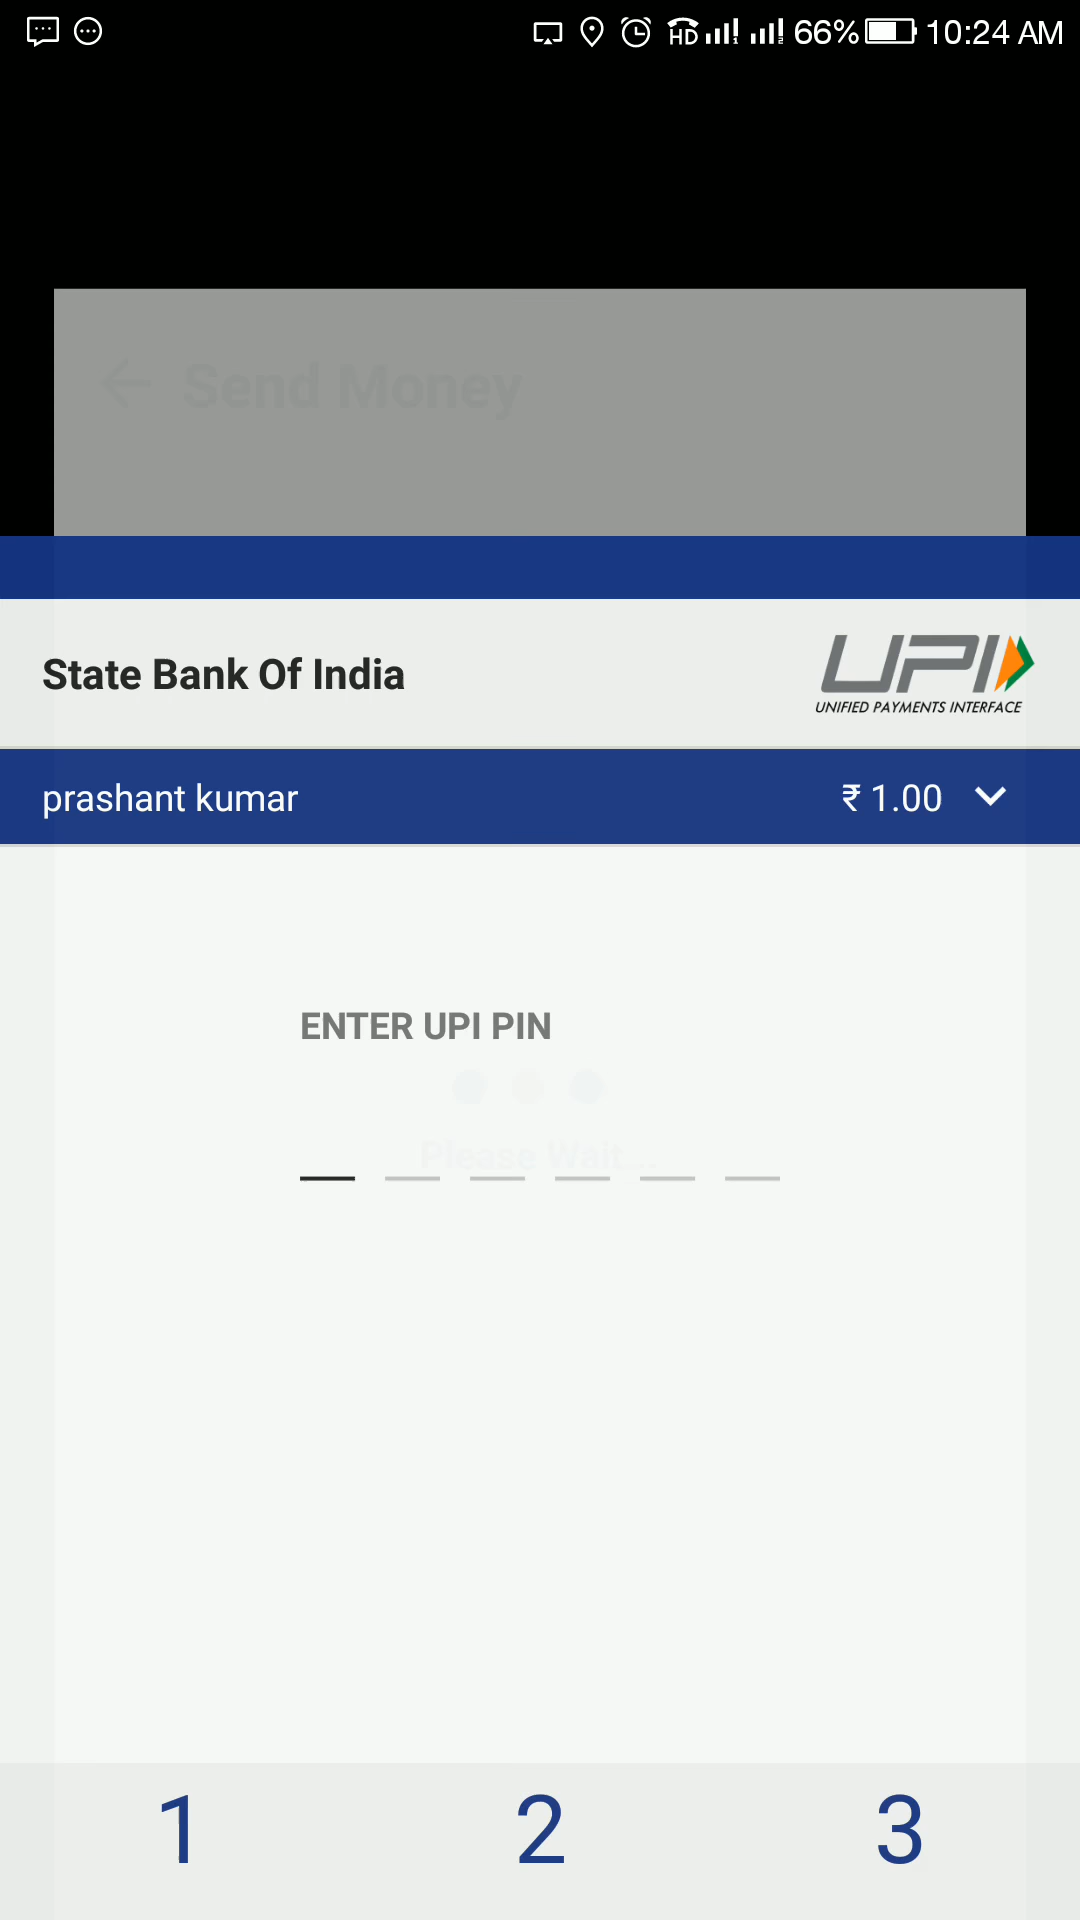 HD 66% 10:24 AM
Send Money
State Bank Of India
UPI
UNIFIED PAYMENTS INTERFACE
prashant kumar ₹ 1.00
ENTER UPI PIN
Please Wait...
1 2 3